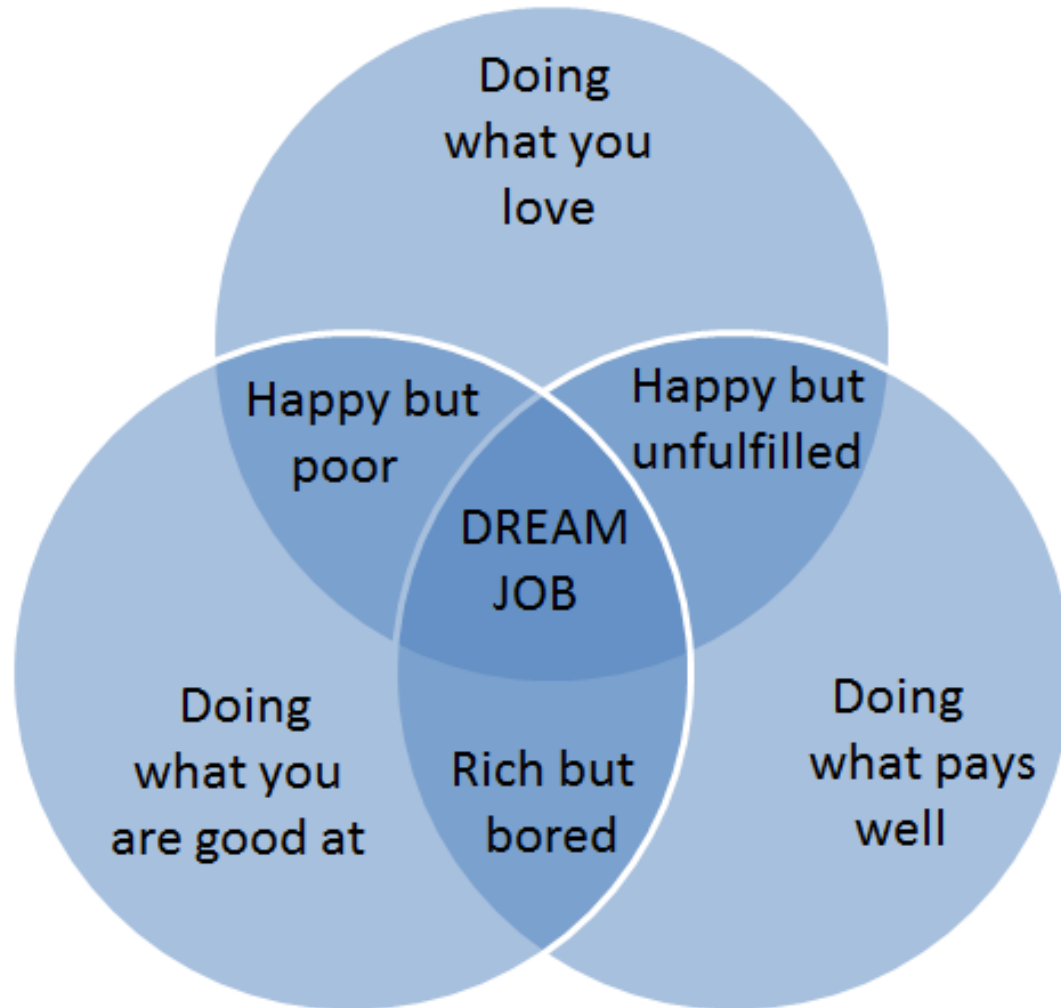 Doing
what you
love
Happy but
poor
Happy but
unfulfilled
DREAM
JOB
Doing
what you
are good at
Rich but
bored
Doing
what pays
well